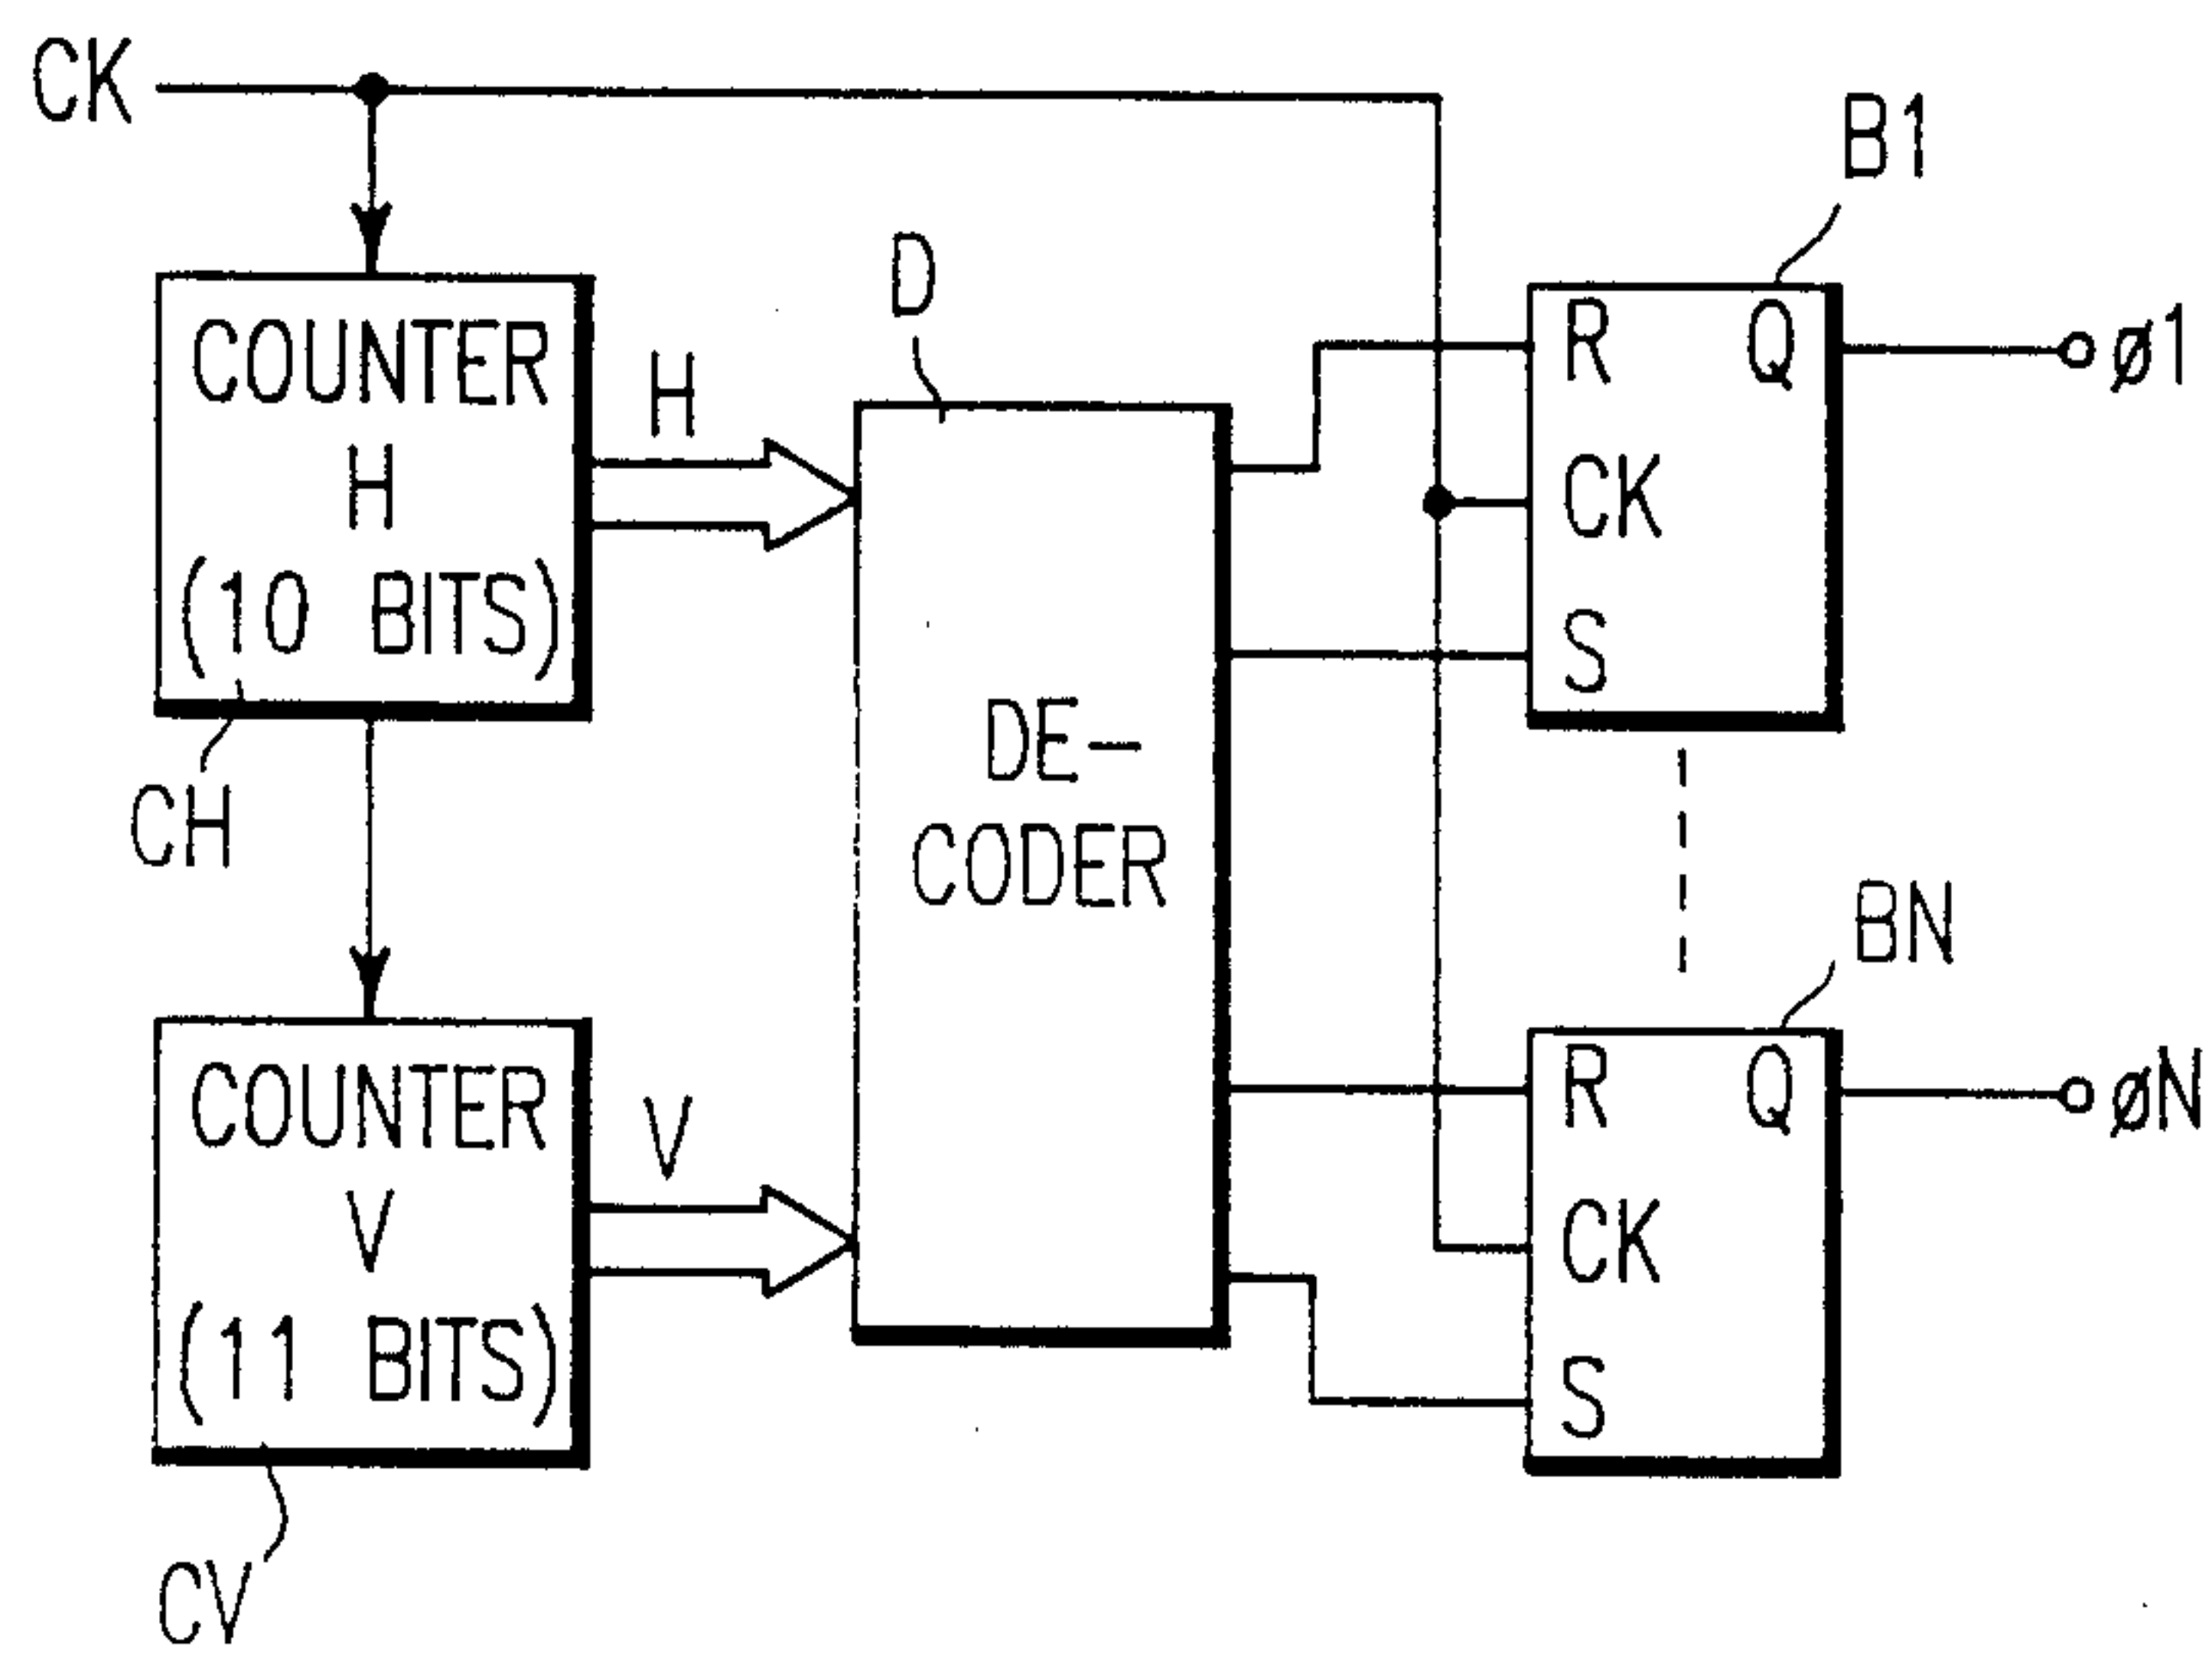 CK
B1
D
COUNTER
H
(10 BITS)
H
R Q
ø1
CK
S
DE-
CODER
CH
BN
COUNTER
V
(11 BITS)
V
R Q
øN
CK
S
CV